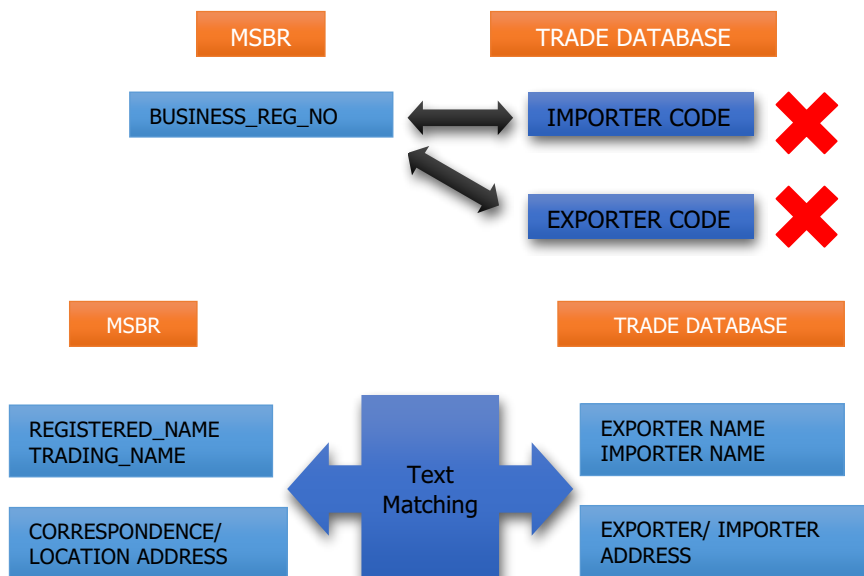 MSBR
TRADE DATABASE
BUSINESS_REG_NO
IMPORTER CODE
EXPORTER CODE
MSBR
TRADE DATABASE
REGISTERED_NAME
TRADING_NAME
Text
Matching
EXPORTER NAME
IMPORTER NAME
CORRESPONDENCE/
LOCATION ADDRESS
EXPORTER/ IMPORTER
ADDRESS